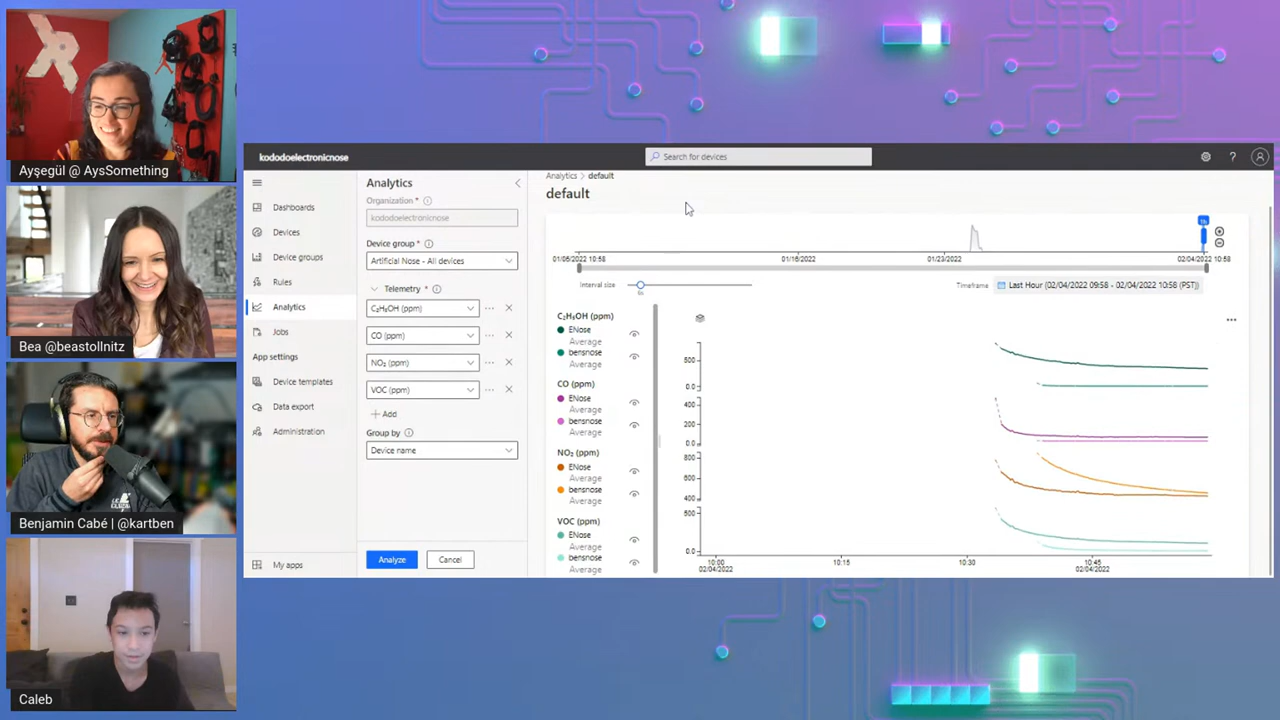 Ayşegül @ AysSomething
Bea @beastollnitz
Benjamin Cabé | @kartben
Caleb
kododoelectronicnose
Search for devices
?
Dashboards
Devices
Device groups
Rules
Analytics
Jobs
App settings
Device templates
Data export
Administration
My apps
Analytics
Organization *
kododoelectronicnose
Device group *
Artificial Nose - All devices
Telemetry *
C₂H₅OH (ppm)
CO (ppm)
NO₂ (ppm)
VOC (ppm)
Add
Group by
Device name
Analyze
Cancel
Analytics > default
default
01/05/2022 10:58
01/16/2022
01/23/2022
02/04/2022 10:58
Interval size
Timeframe
Last Hour (02/04/2022 09:58 - 02/04/2022 10:58 (PST))
C₂H₅OH (ppm)
ENose
Average
bensnose
Average
CO (ppm)
ENose
Average
bensnose
Average
NO₂ (ppm)
ENose
Average
bensnose
Average
VOC (ppm)
ENose
Average
bensnose
Average
500
0.0
400
200
0.0
800
600
400
500
0.0
10:00
02/04/2022
10:15
10:30
02/04/2022
10:45
02/04/2022